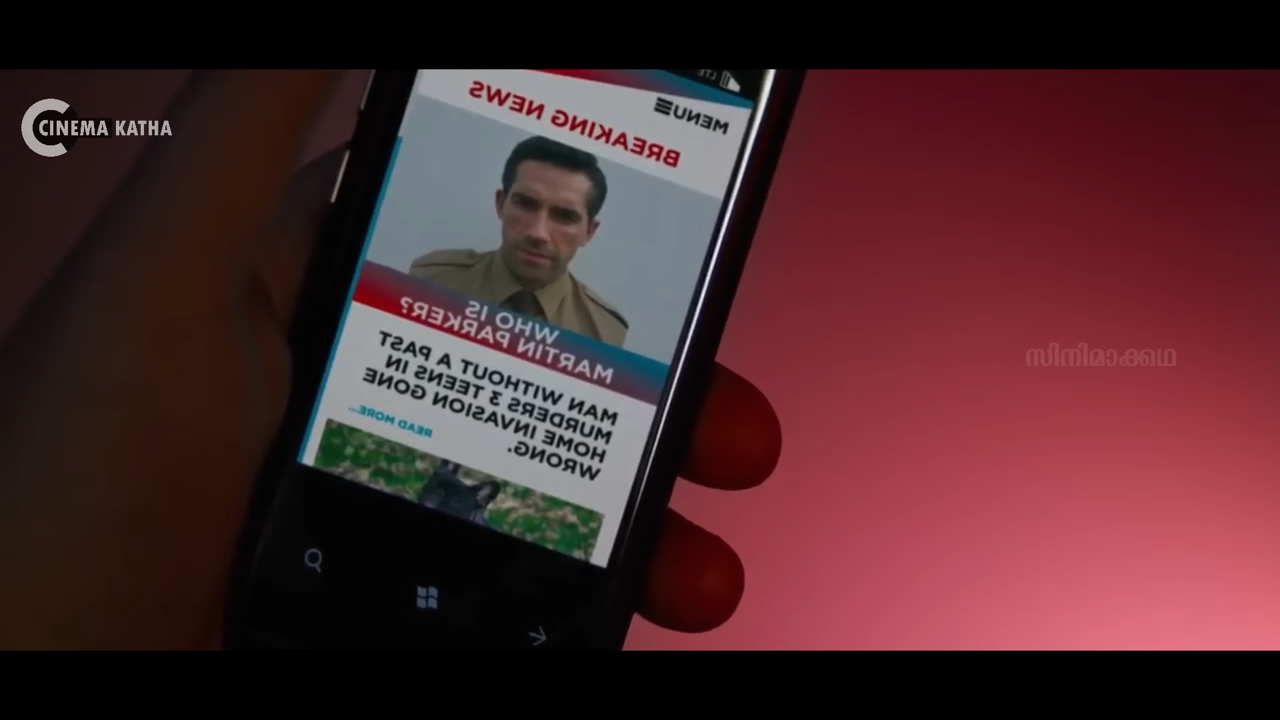 LTE
MENU
BREAKING NEWS
CINEMA KATHA
WHO IS
MARTIN PARKER?
MAN WITHOUT A PAST
MURDERS 3 TEENS IN
HOME INVASION GONE
WRONG.
READ MORE...
സിനിമാക്കഥ